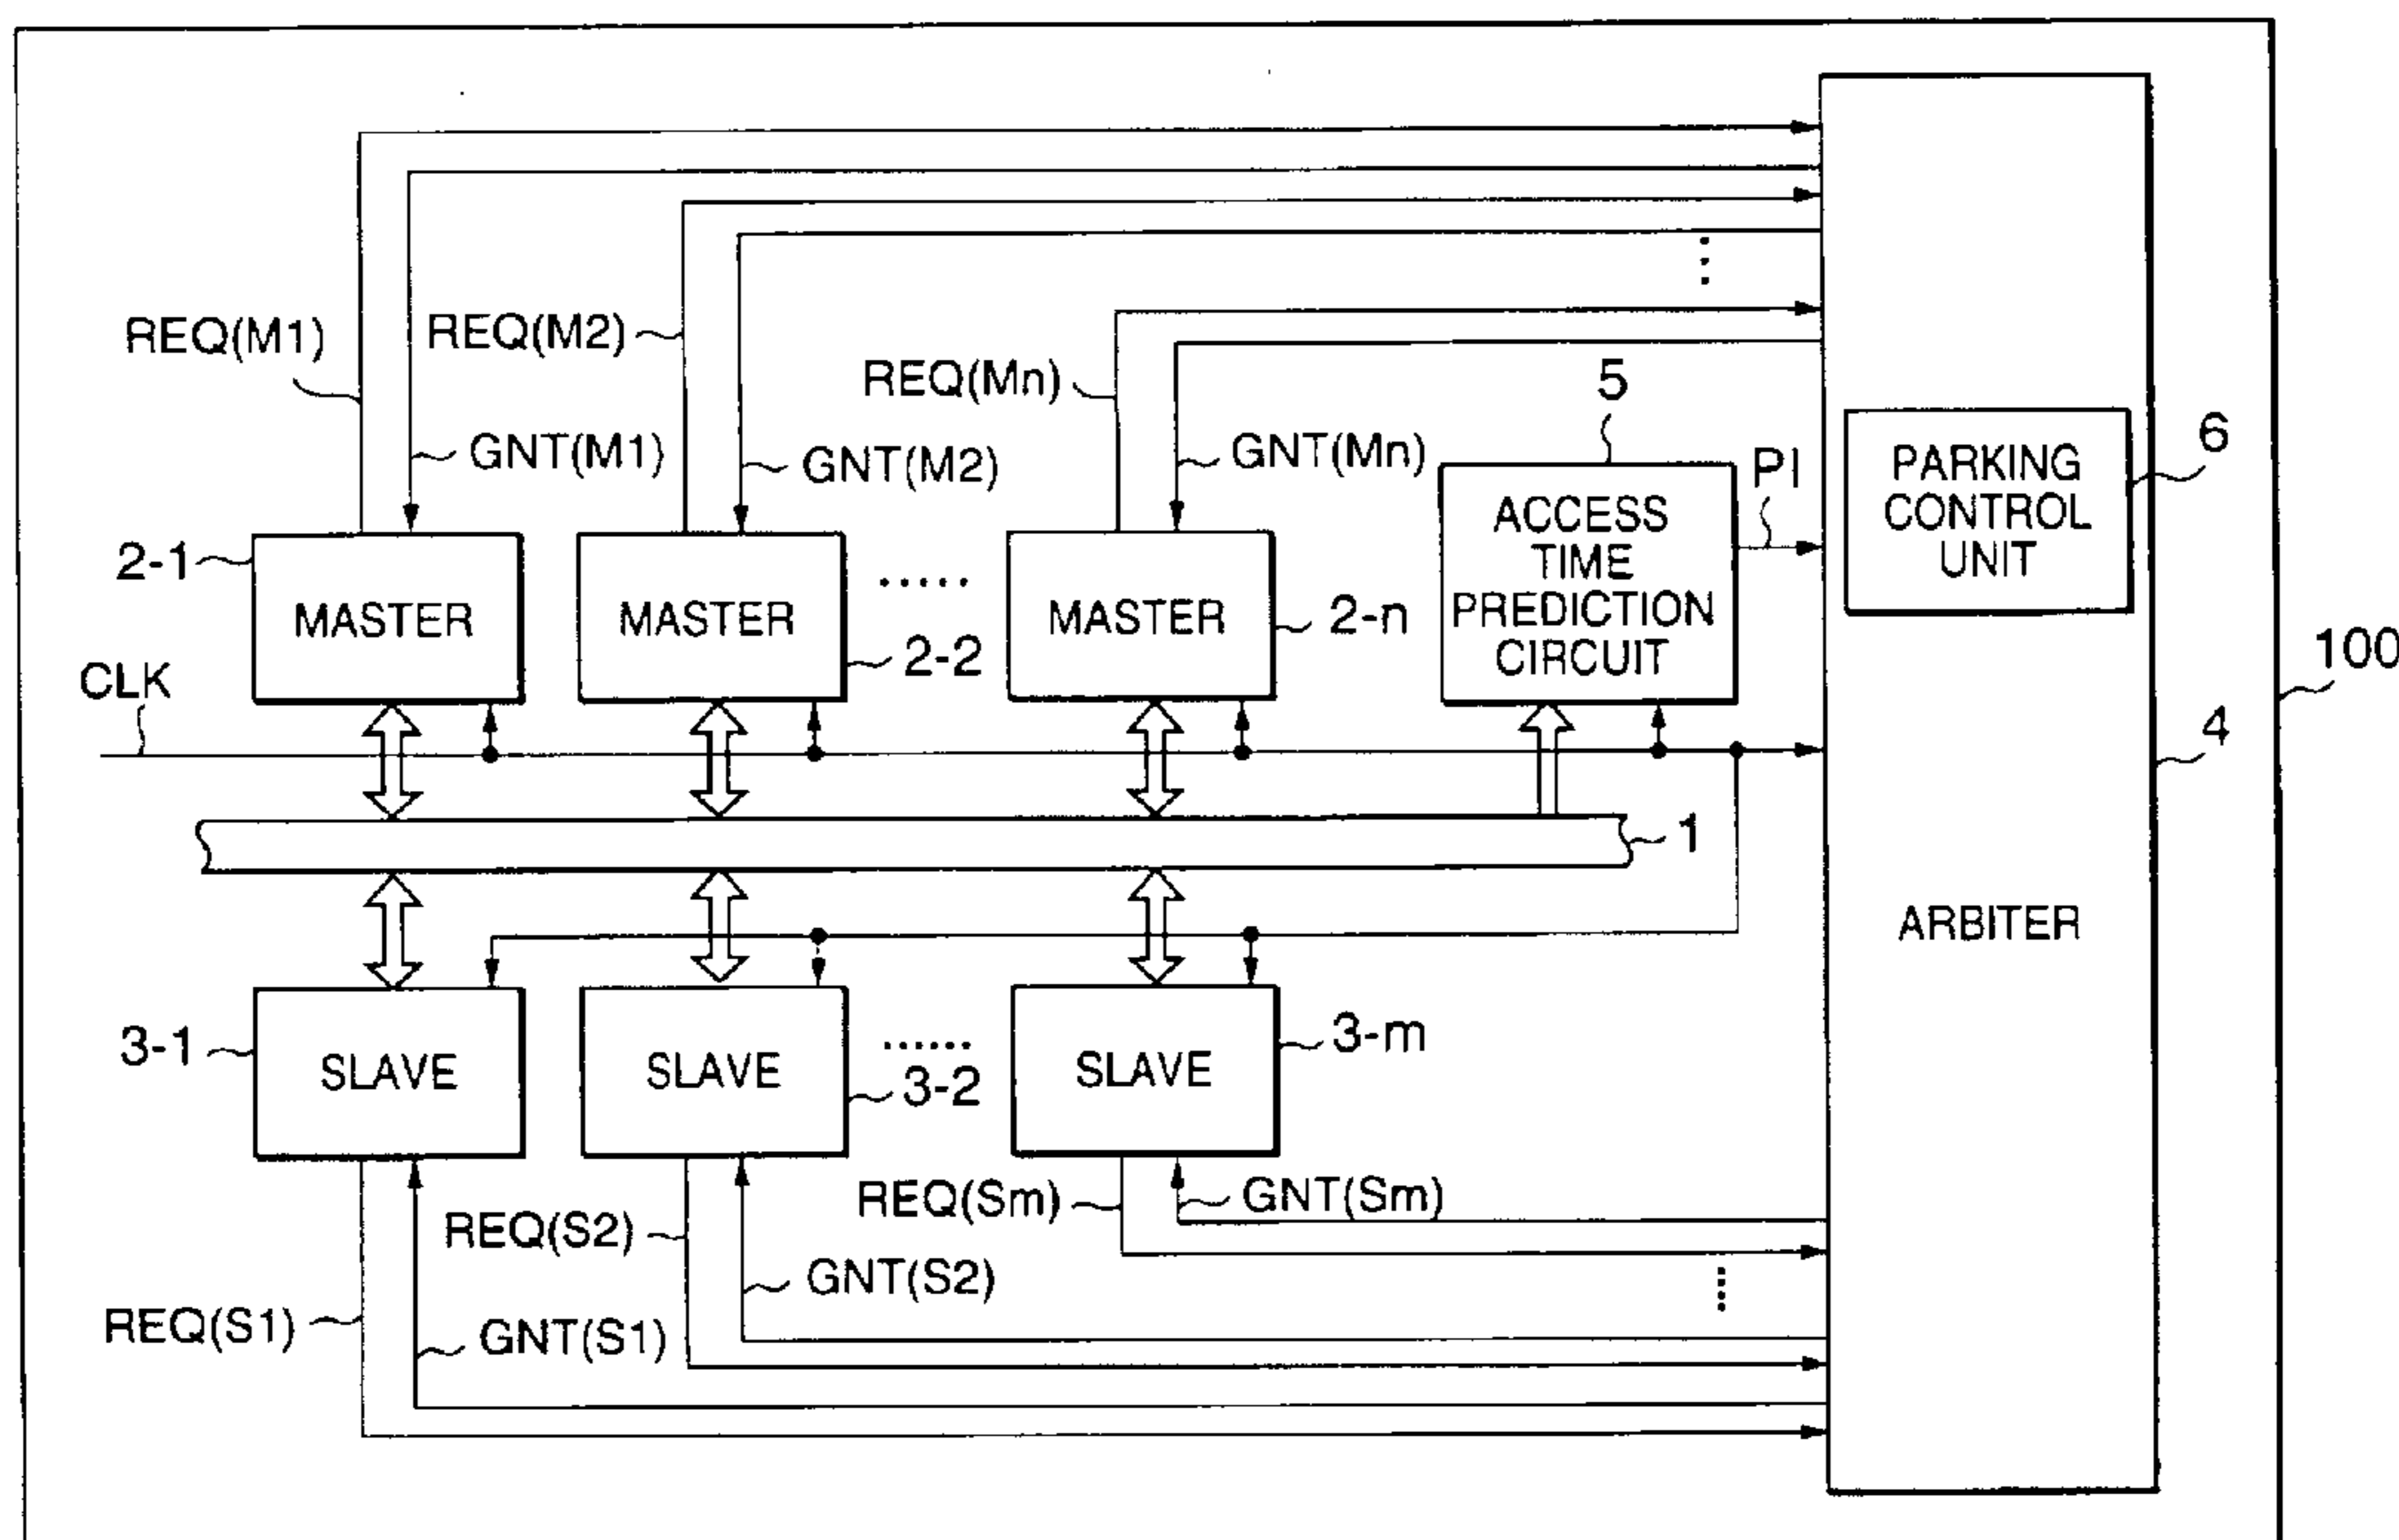 REQ(M1)
REQ(M2)
REQ(Mn)
GNT(M1)
GNT(M2)
GNT(Mn)
5
PI
6
PARKING
CONTROL
UNIT
2-1
MASTER
MASTER
.....
2-2
MASTER
2-n
ACCESS
TIME
PREDICTION
CIRCUIT
100
CLK
4
1
ARBITER
3-1
SLAVE
SLAVE
......
3-2
SLAVE
3-m
REQ(Sm)
GNT(Sm)
REQ(S2)
GNT(S2)
REQ(S1)
GNT(S1)